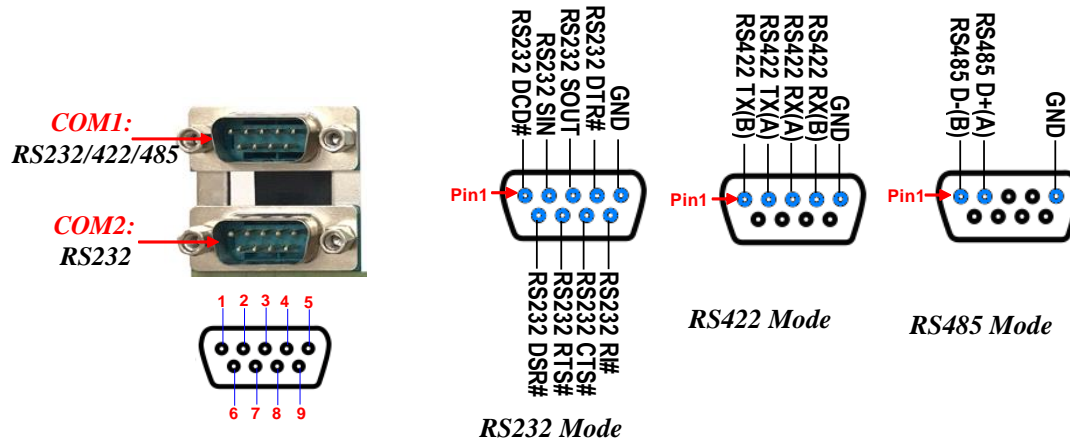 COM1:
RS232/422/485
COM2:
RS232
1 2 3 4 5
6 7 8 9
RS232 DCD#
RS232 SIN
RS232 SOUT
RS232 DTR#
GND
Pin1
RS232 DSR#
RS232 RTS#
RS232 CTS#
RS232 RI#
RS232 Mode
RS422 TX(B)
RS422 TX(A)
RS422 RX(A)
RS422 RX(B)
GND
Pin1
RS422 Mode
RS485 D-(B)
RS485 D+(A)
GND
Pin1
RS485 Mode